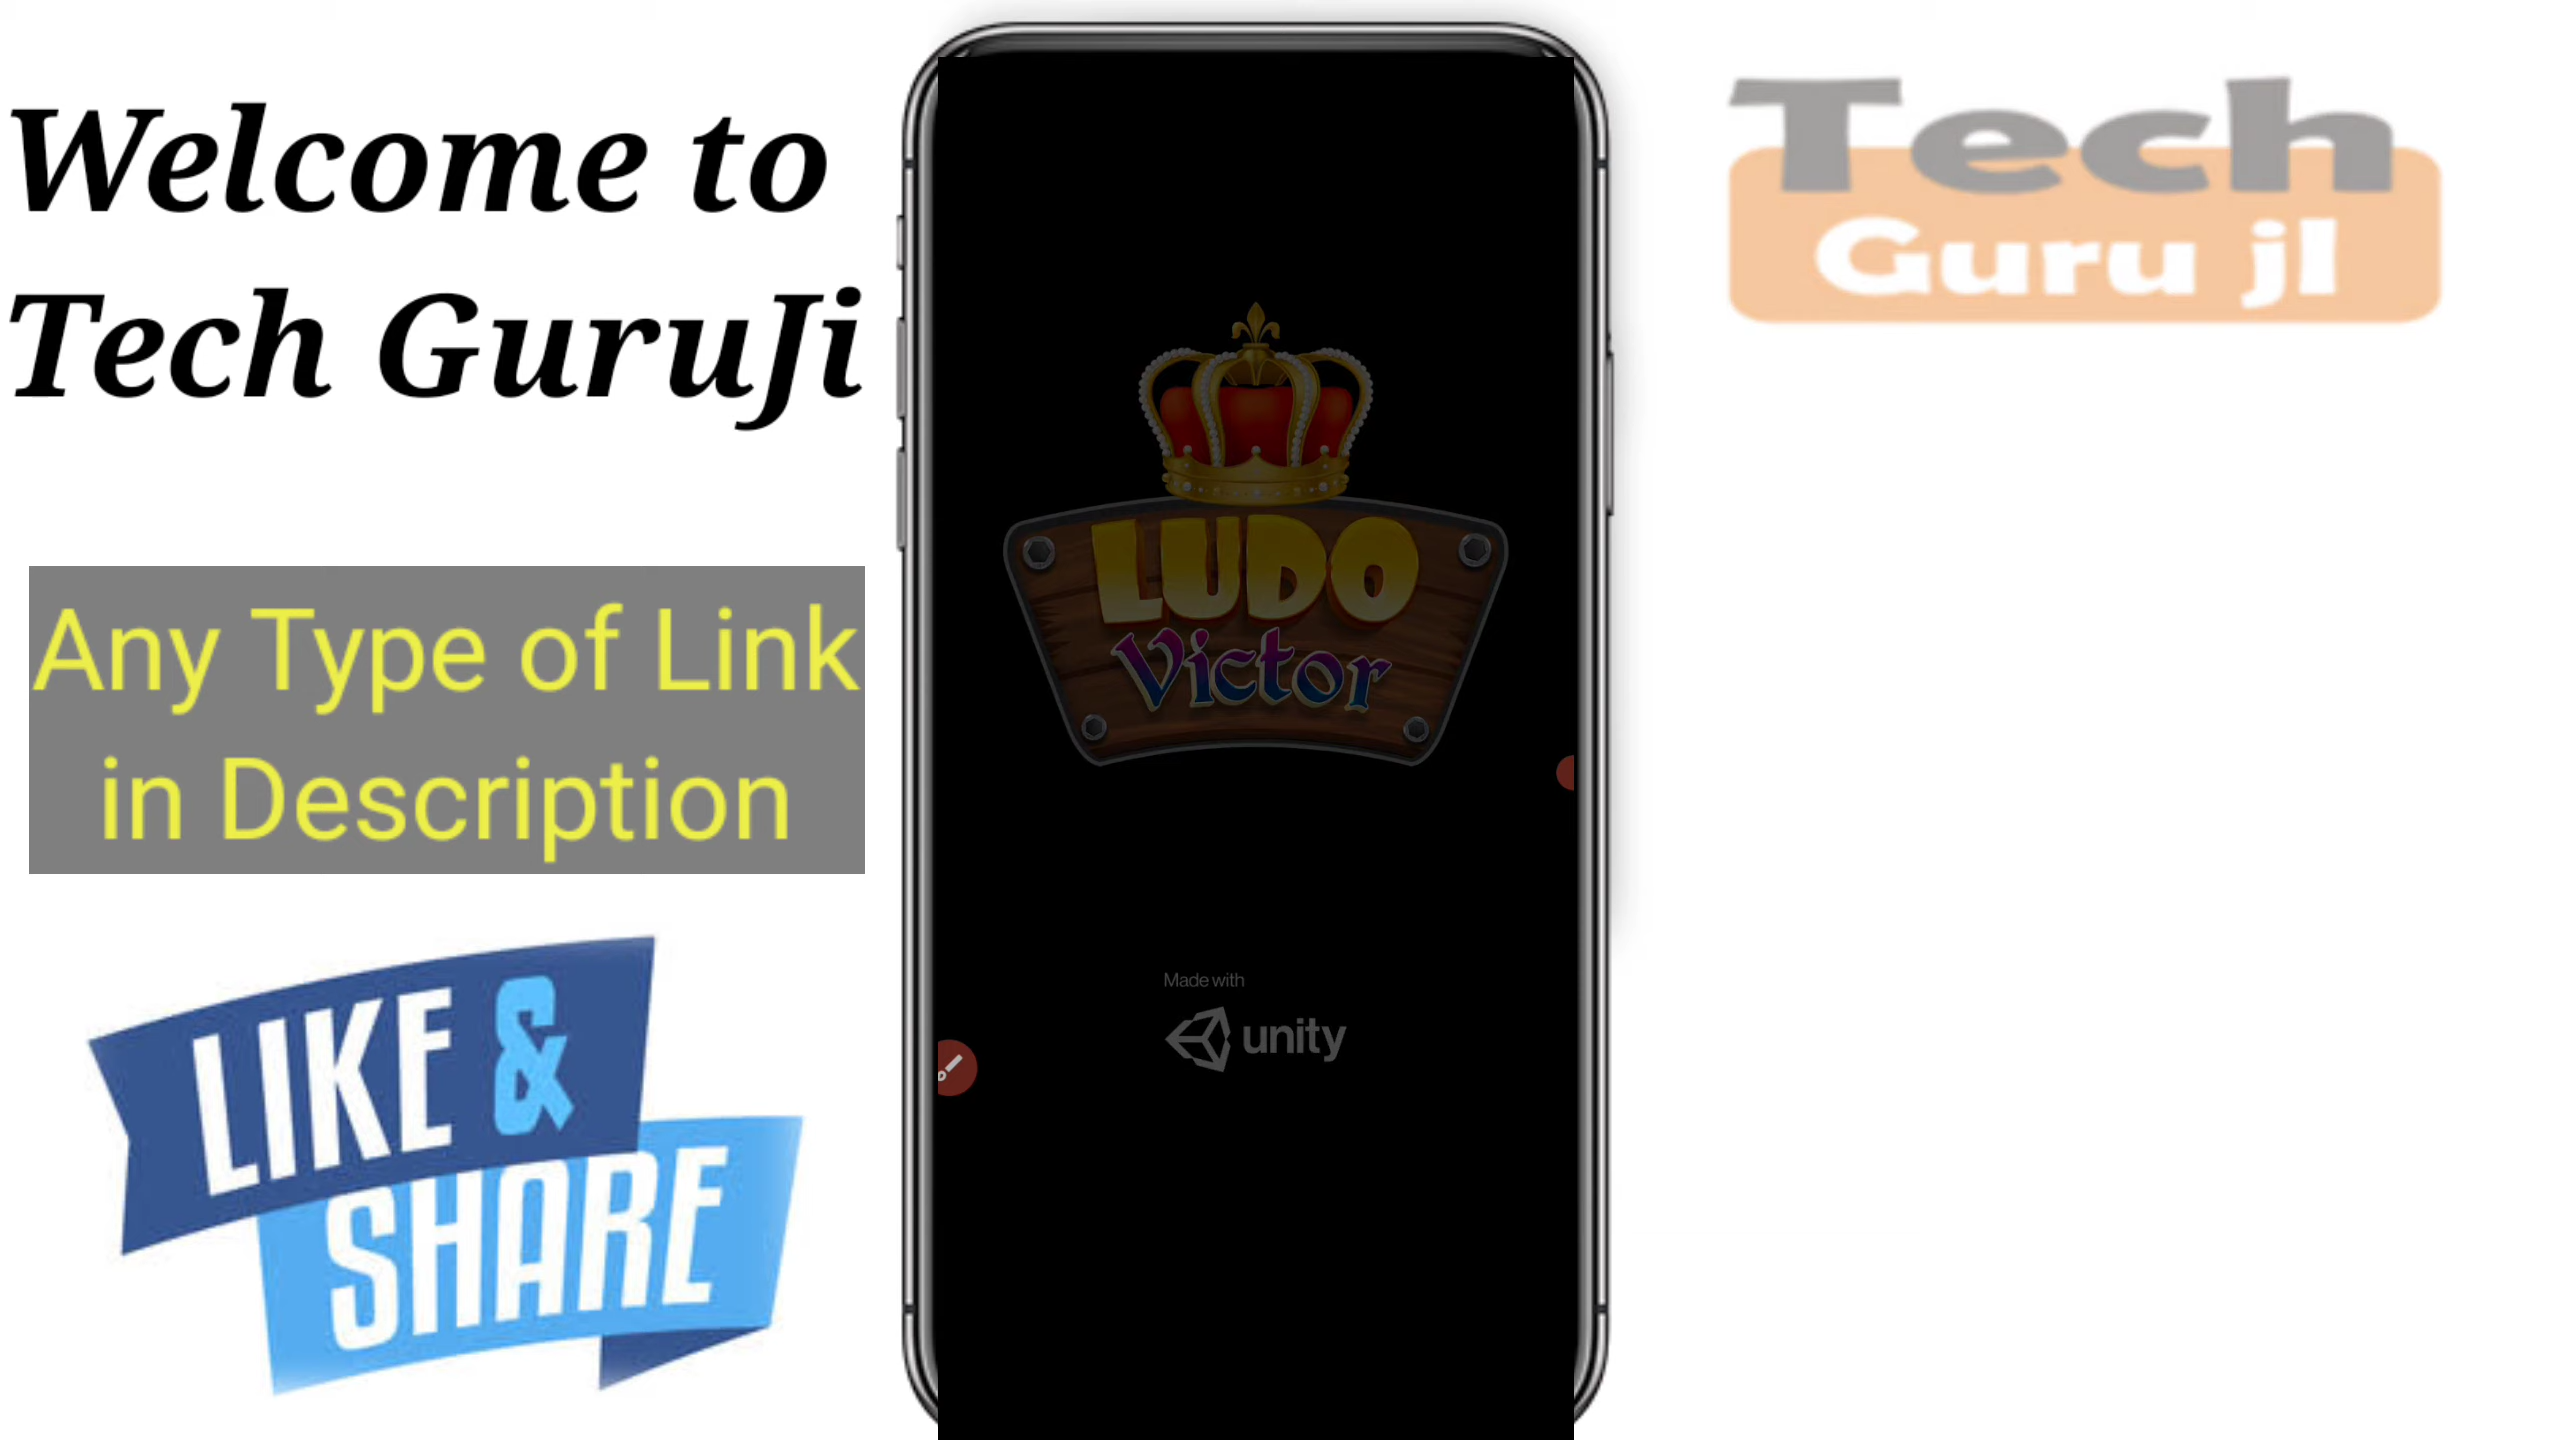 Welcome to
Tech GuruJi
Any Type of Link
in Description
LIKE &
SHARE
LUDO
Victor
Made with
unity
Tech
Guru jI